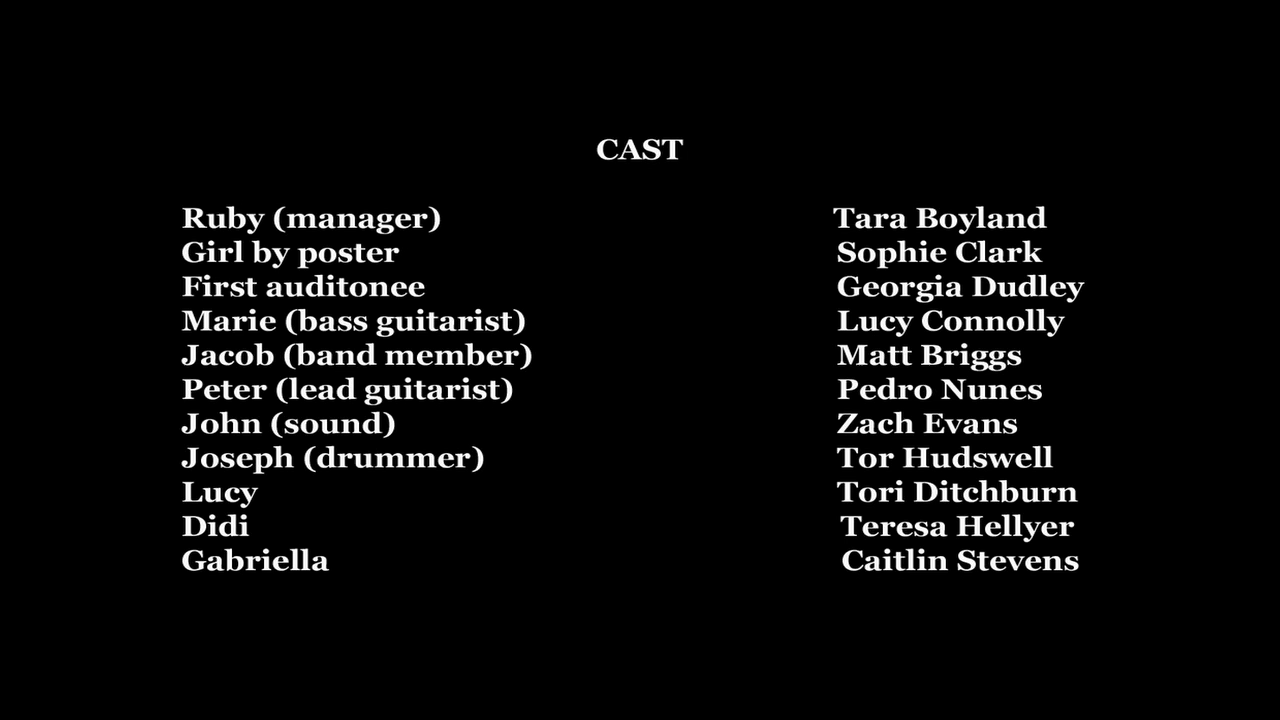 CAST
Ruby (manager) Tara Boyland
Girl by poster Sophie Clark
First auditonee Georgia Dudley
Marie (bass guitarist) Lucy Connolly
Jacob (band member) Matt Briggs
Peter (lead guitarist) Pedro Nunes
John (sound) Zach Evans
Joseph (drummer) Tor Hudswell
Lucy Tori Ditchburn
Didi Teresa Hellyer
Gabriella Caitlin Stevens